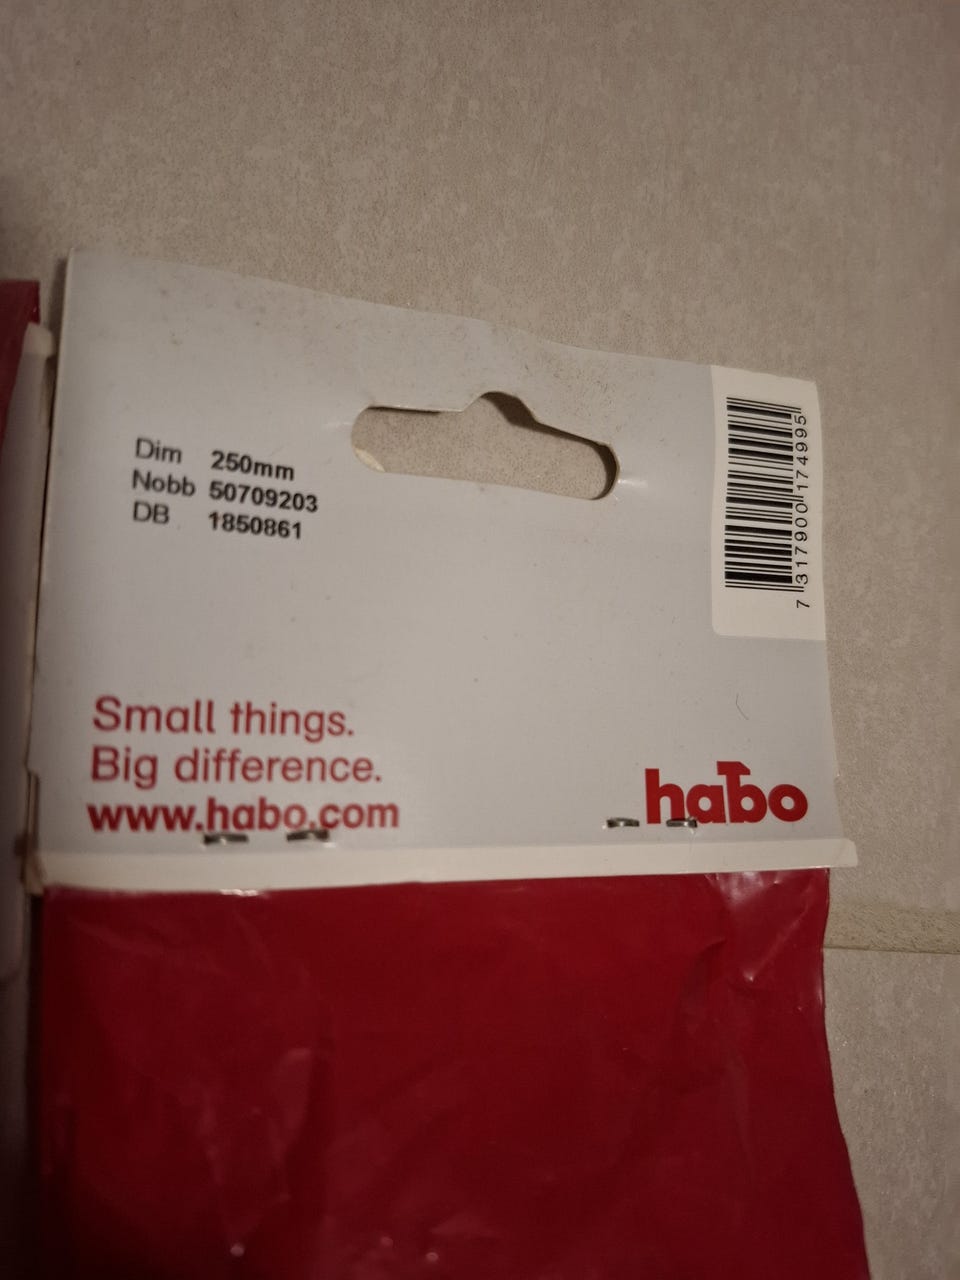 Dim 250mm
Nobb 50709203
DB 1850861
7 317900 174995
Small things.
Big difference.
www.habo.com
habo